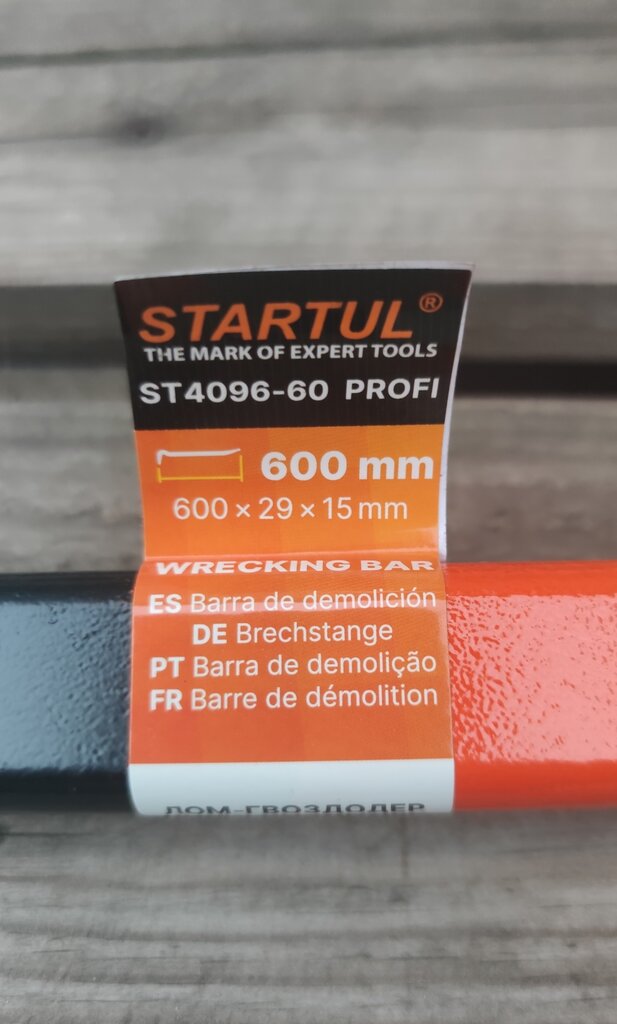 STARTUL®
THE MARK OF EXPERT TOOLS
ST4096-60 PROFI
600 mm
600 × 29 × 15 mm
WRECKING BAR
ES Barra de demolición
DE Brechstange
PT Barra de demolição
FR Barre de démolition
ЛОМ-ГВОЗДОДЕР